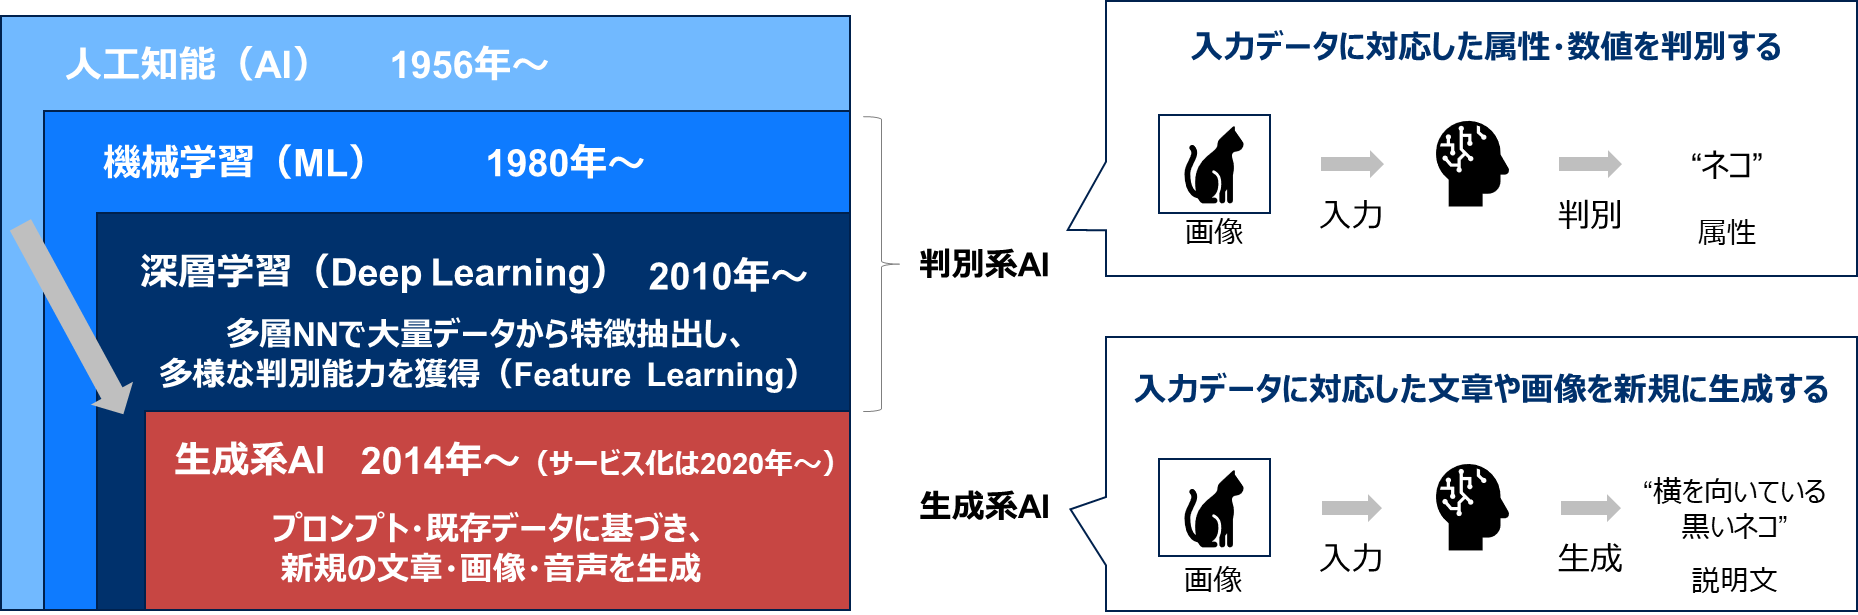 人工知能（AI） 1956年～
機械学習（ML） 1980年～
深層学習（Deep Learning） 2010年～
多層NNで大量データから特徴抽出し、
多様な判別能力を獲得（Feature Learning）
生成系AI 2014年～（サービス化は2020年～）
プロンプト・既存データに基づき、
新規の文章・画像・音声を生成
判別系AI
入力データに対応した属性・数値を判別する
画像
入力
判別
“ネコ”
属性
生成系AI
入力データに対応した文章や画像を新規に生成する
画像
入力
生成
“横を向いている
黒いネコ”
説明文